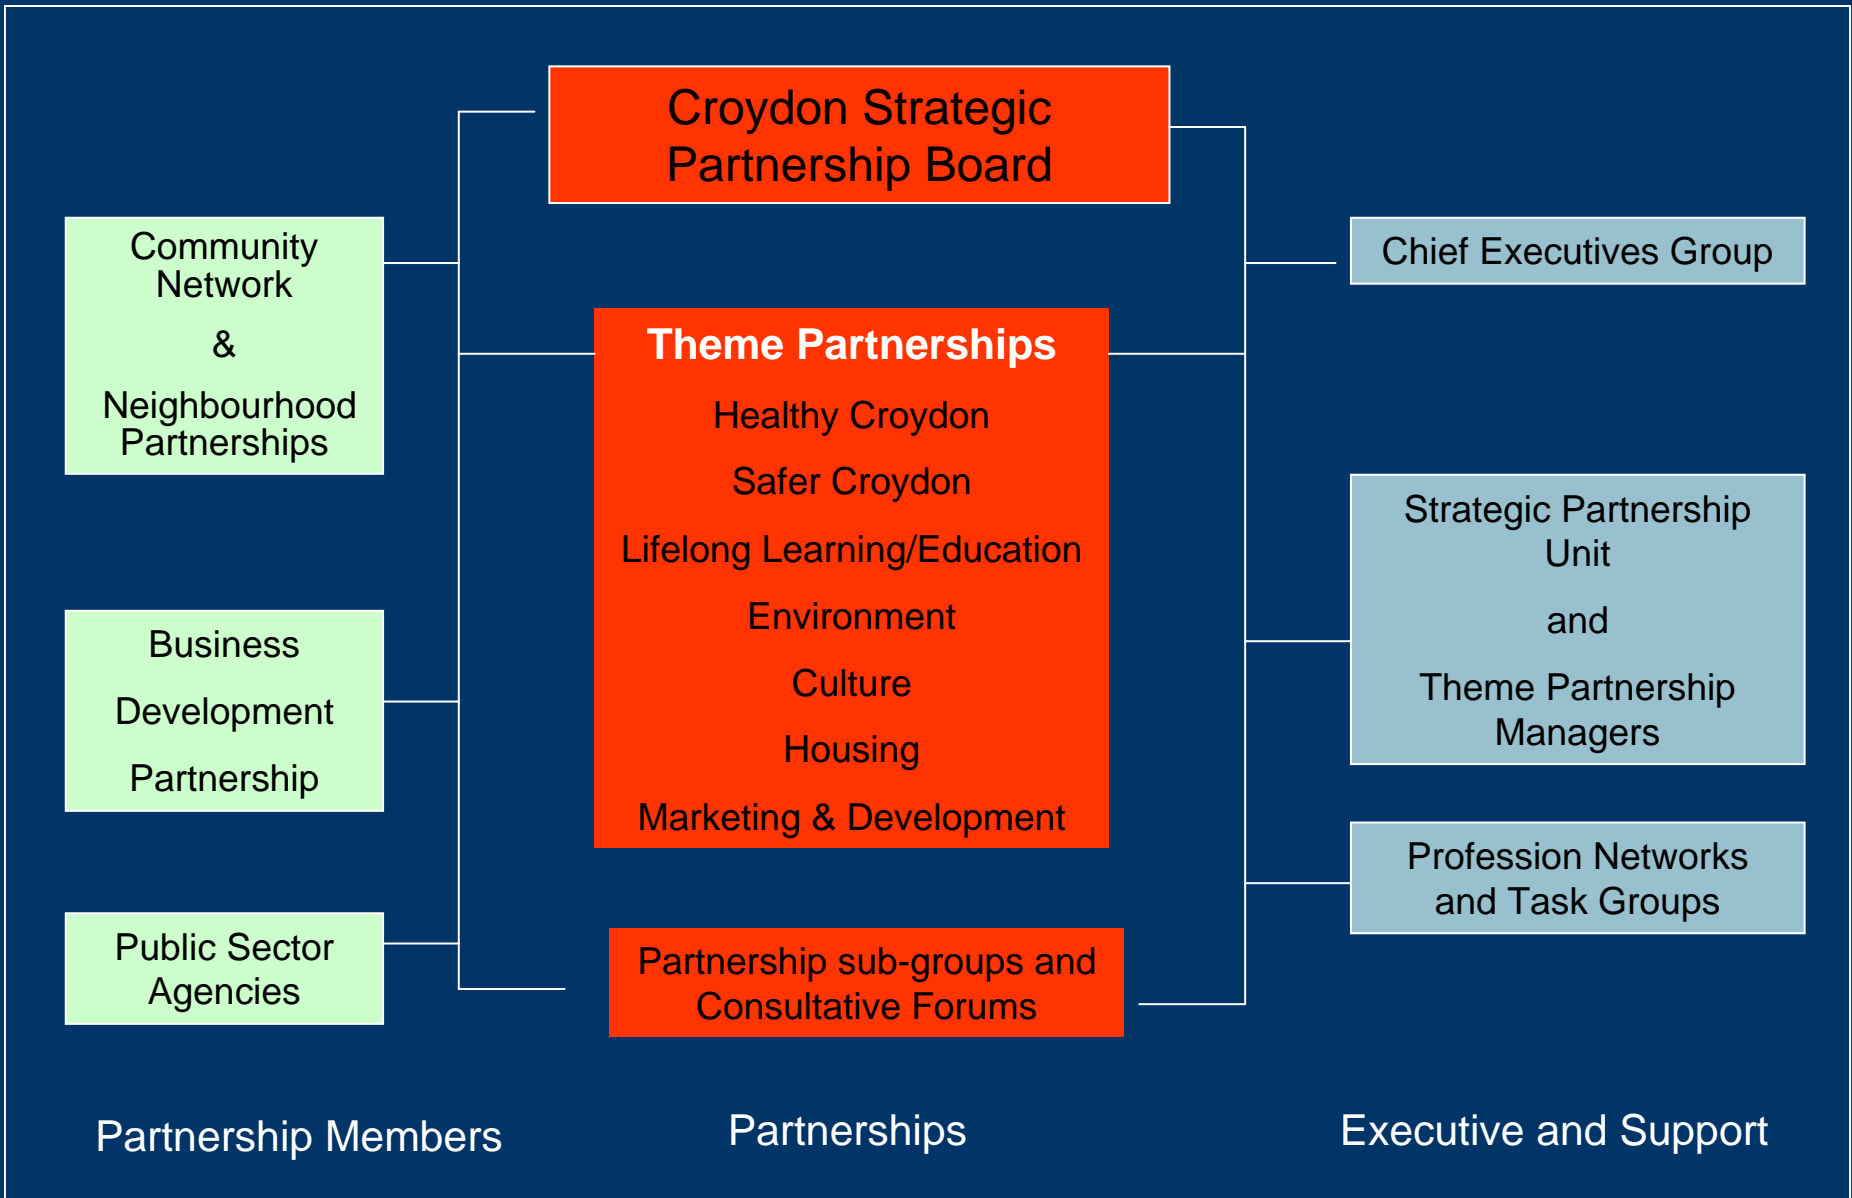 Croydon Strategic
Partnership Board
Community
Network
&
Neighbourhood
Partnerships
Business
Development
Partnership
Public Sector
Agencies
Theme Partnerships
Healthy Croydon
Safer Croydon
Lifelong Learning/Education
Environment
Culture
Housing
Marketing & Development
Partnership sub-groups and
Consultative Forums
Chief Executives Group
Strategic Partnership
Unit
and
Theme Partnership
Managers
Profession Networks
and Task Groups
Partnership Members
Partnerships
Executive and Support